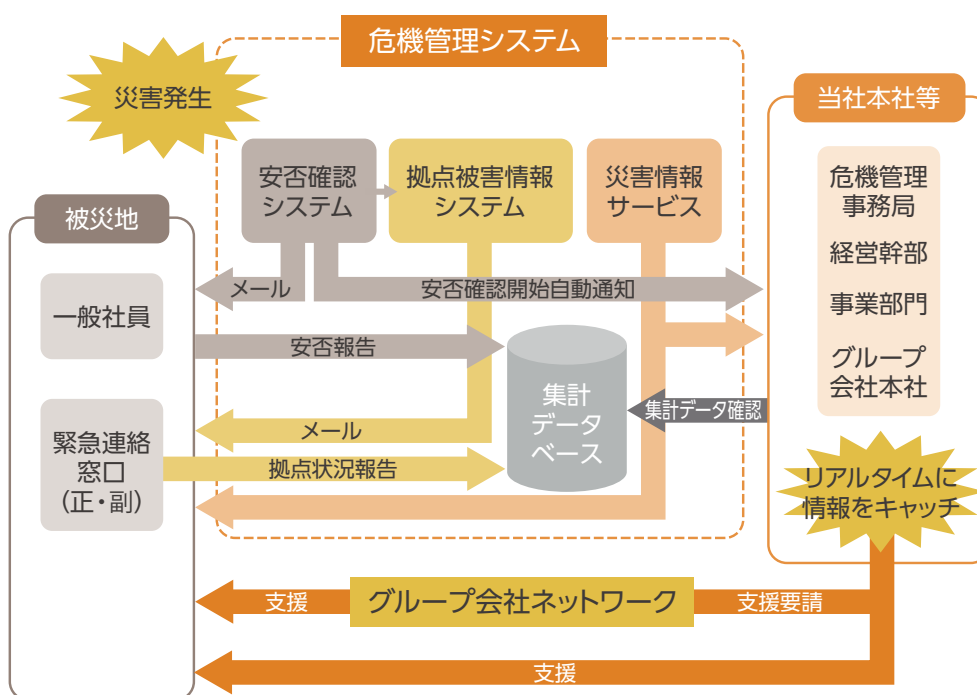 危機管理システム
災害発生
当社本社等
安否確認
システム
拠点被害情報
システム
災害情報
サービス
危機管理
事務局
経営幹部
事業部門
グループ
会社本社
被災地
一般社員
メール
安否確認開始自動通知
安否報告
集計
データ
ベース
集計データ確認
緊急連絡
窓口
（正・副）
メール
拠点状況報告
リアルタイムに
情報をキャッチ
支援
グループ会社ネットワーク
支援要請
支援